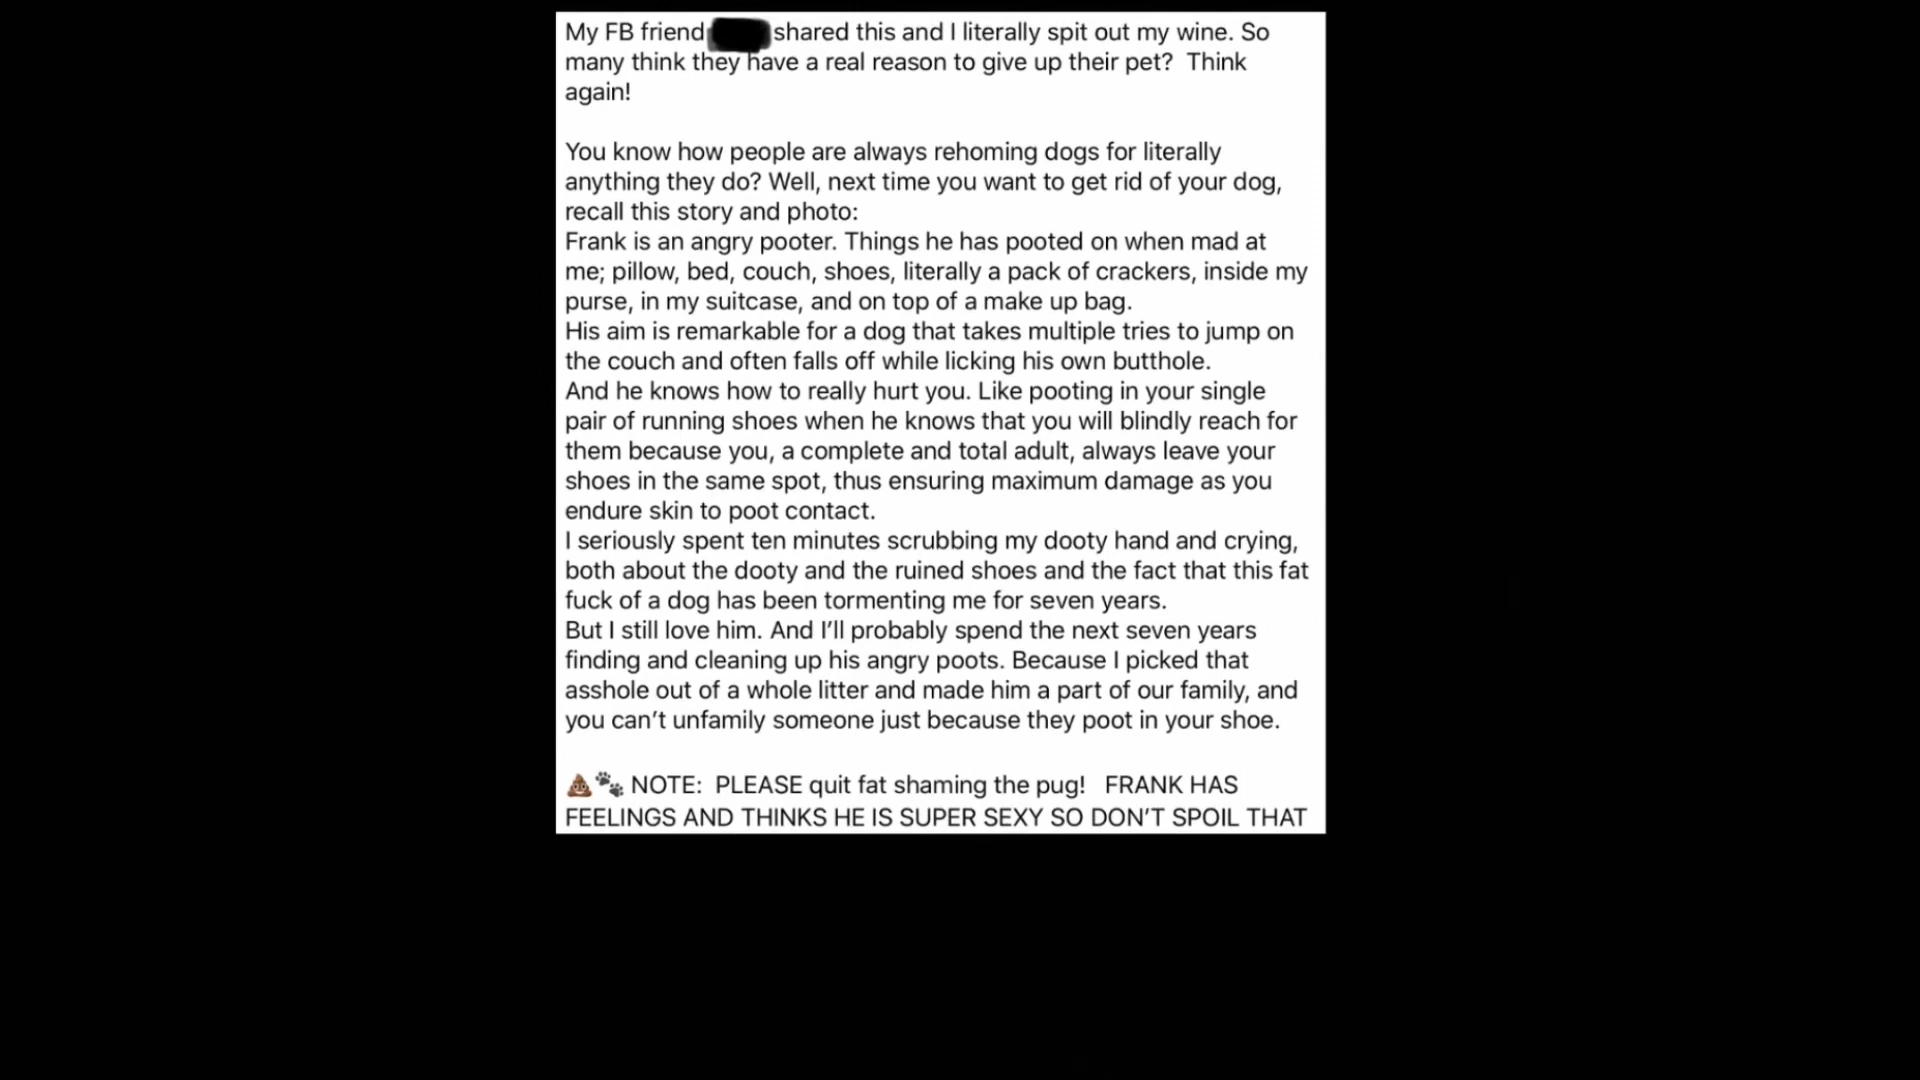 My FB friend shared this and I literally spit out my wine. So
many think they have a real reason to give up their pet?  Think
again!
You know how people are always rehoming dogs for literally
anything they do? Well, next time you want to get rid of your dog,
recall this story and photo:
Frank is an angry pooter. Things he has pooted on when mad at
me; pillow, bed, couch, shoes, literally a pack of crackers, inside my
purse, in my suitcase, and on top of a make up bag.
His aim is remarkable for a dog that takes multiple tries to jump on
the couch and often falls off while licking his own butthole.
And he knows how to really hurt you. Like pooting in your single
pair of running shoes when he knows that you will blindly reach for
them because you, a complete and total adult, always leave your
shoes in the same spot, thus ensuring maximum damage as you
endure skin to poot contact.
I seriously spent ten minutes scrubbing my dooty hand and crying,
both about the dooty and the ruined shoes and the fact that this fat
fuck of a dog has been tormenting me for seven years.
But I still love him. And I’ll probably spend the next seven years
finding and cleaning up his angry poots. Because I picked that
asshole out of a whole litter and made him a part of our family, and
you can’t unfamily someone just because they poot in your shoe.
💩🐾 NOTE:  PLEASE quit fat shaming the pug!   FRANK HAS
FEELINGS AND THINKS HE IS SUPER SEXY SO DON’T SPOIL THAT